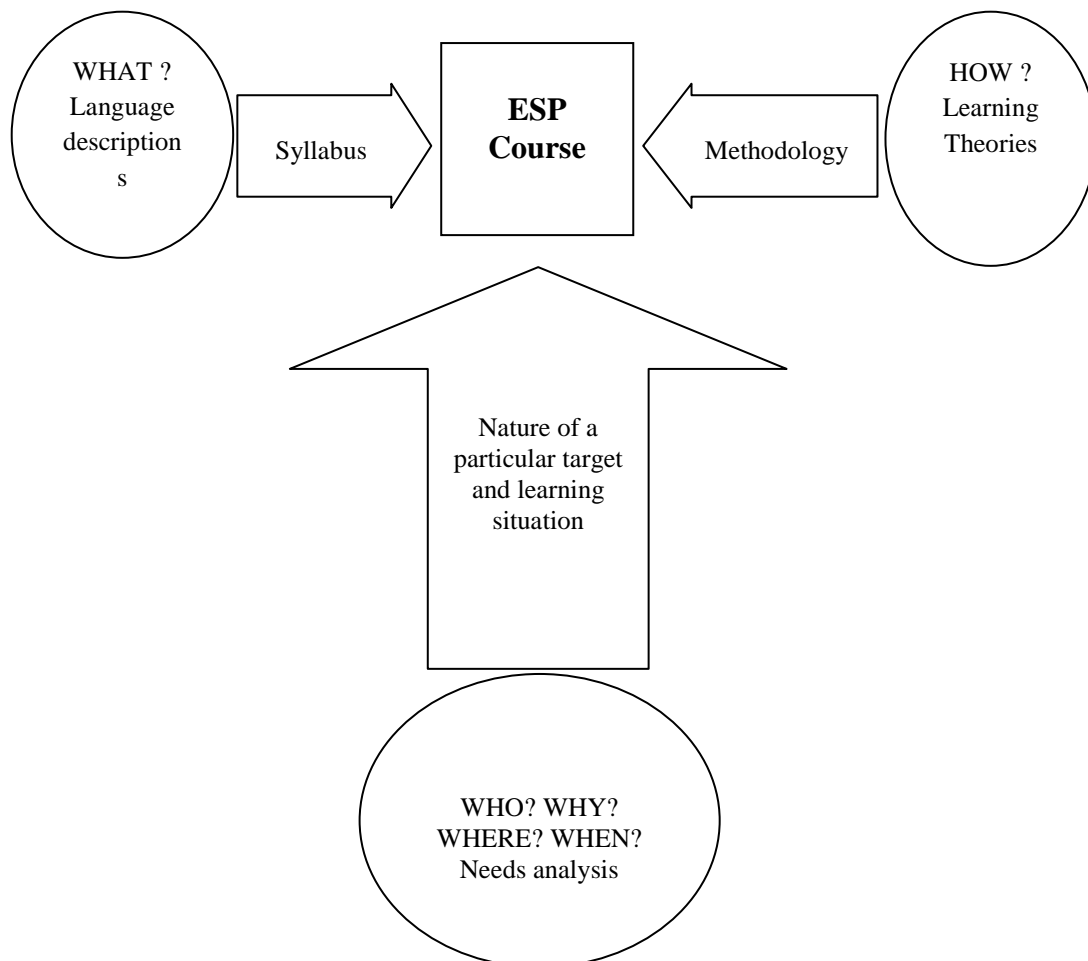 WHAT ?
Language
description
s
Syllabus
ESP
Course
Methodology
HOW ?
Learning
Theories
Nature of a
particular target
and learning
situation
WHO? WHY?
WHERE? WHEN?
Needs analysis